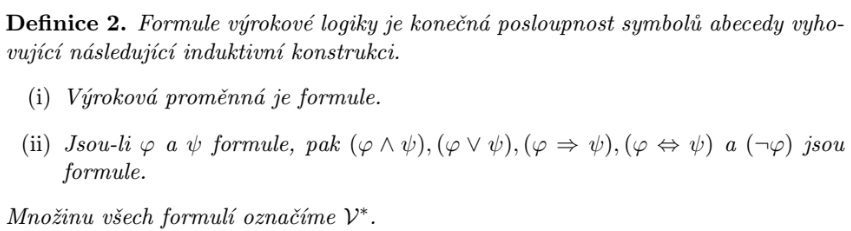 Definice 2. Formule výrokové logiky je konečná posloupnost symbolů abecedy vyho-
vující následující induktivní konstrukci.
(i) Výroková proměnná je formule.
(ii) Jsou-li φ a ψ formule, pak (φ ∧ ψ), (φ ∨ ψ), (φ ⇒ ψ), (φ ⇔ ψ) a (¬φ) jsou
formule.
Množinu všech formulí označíme 𝒱*.